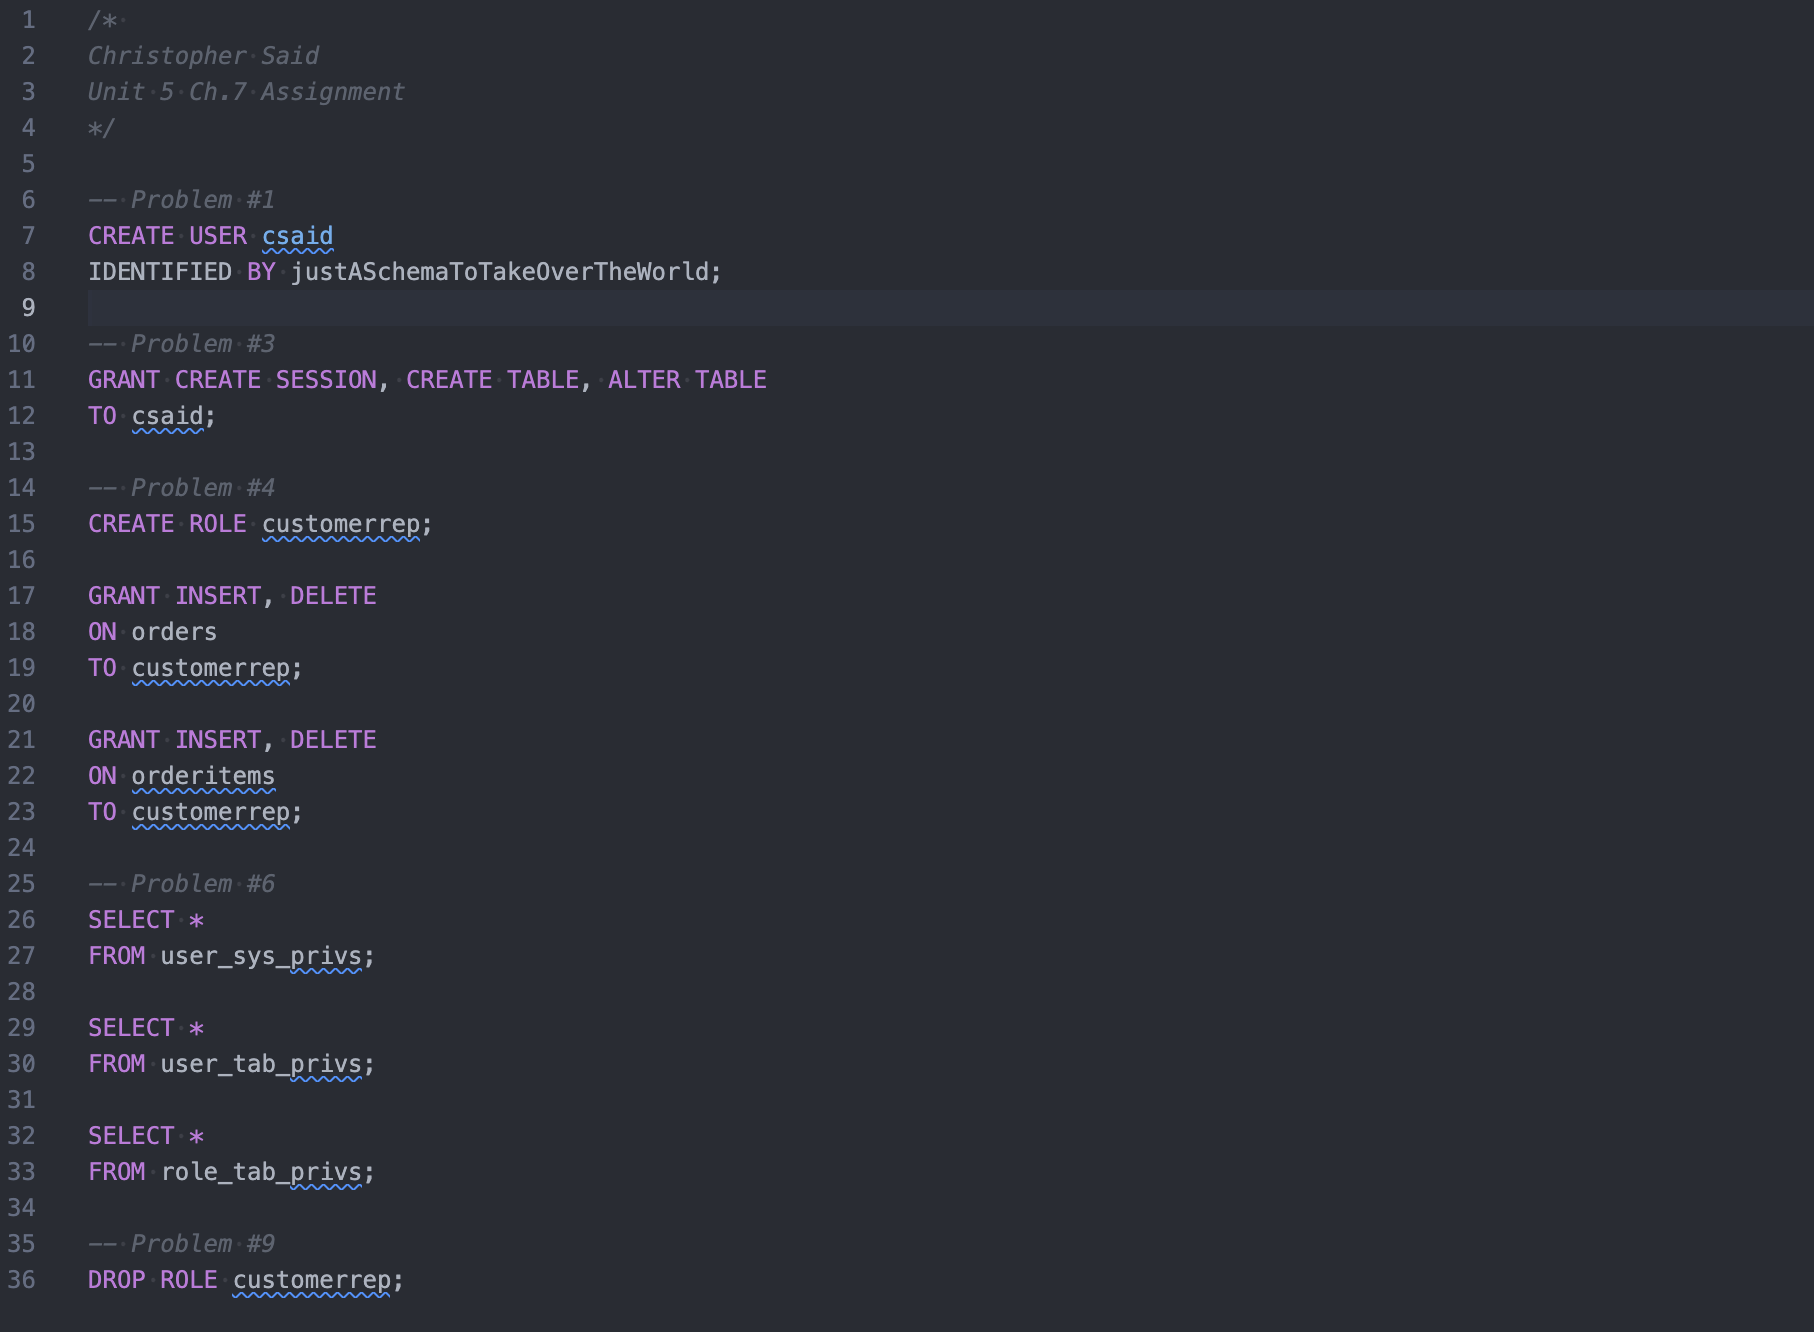 1 /*
2 Christopher Said
3 Unit 5 Ch.7 Assignment
4 */
5
6 -- Problem #1
7 CREATE USER csaid
8 IDENTIFIED BY justASchemaToTakeOverTheWorld;
9
10 -- Problem #3
11 GRANT CREATE SESSION, CREATE TABLE, ALTER TABLE
12 TO csaid;
13
14 -- Problem #4
15 CREATE ROLE customerrep;
16
17 GRANT INSERT, DELETE
18 ON orders
19 TO customerrep;
20
21 GRANT INSERT, DELETE
22 ON orderitems
23 TO customerrep;
24
25 -- Problem #6
26 SELECT *
27 FROM user_sys_privs;
28
29 SELECT *
30 FROM user_tab_privs;
31
32 SELECT *
33 FROM role_tab_privs;
34
35 -- Problem #9
36 DROP ROLE customerrep;